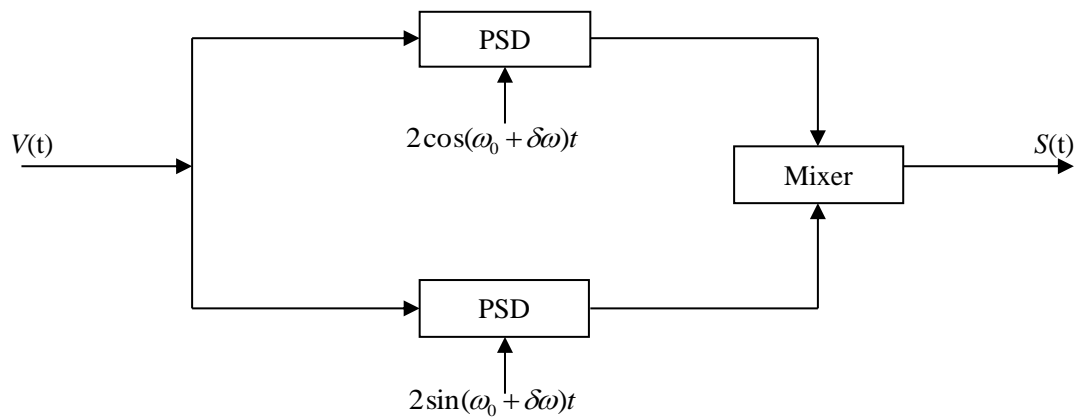 PSD
2cos(ω₀ + δω)t
V(t)
S(t)
Mixer
PSD
2sin(ω₀ + δω)t